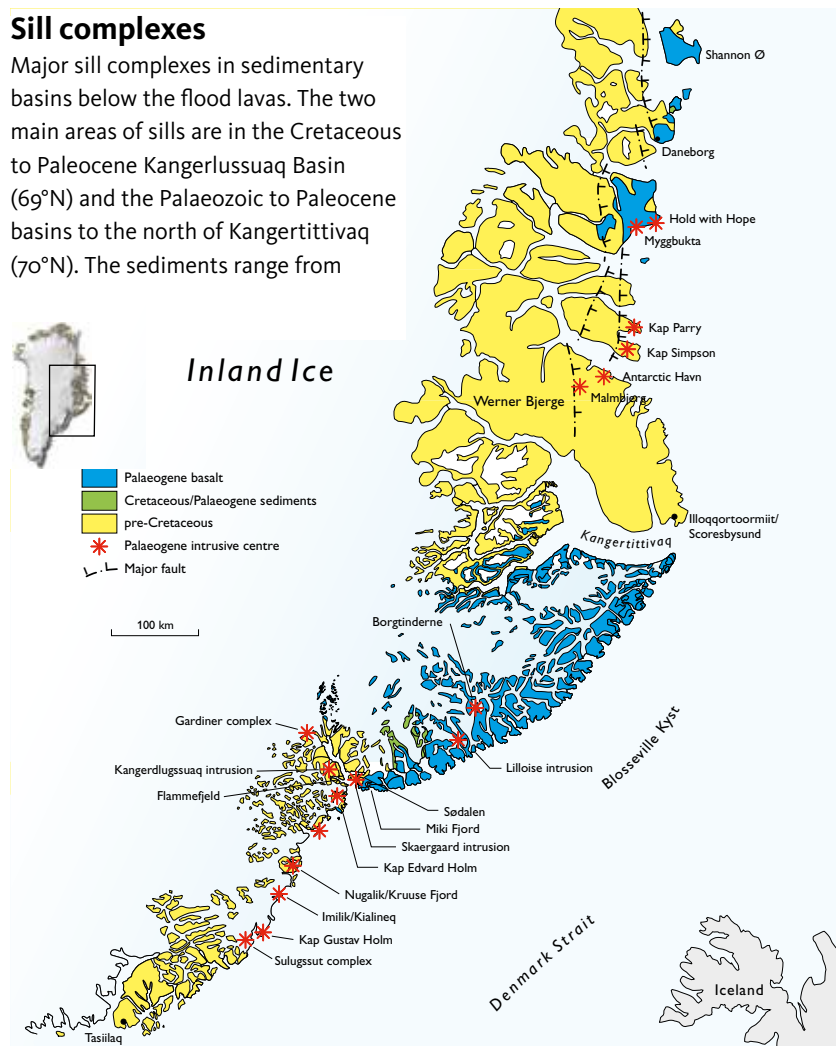 Sill complexes
Major sill complexes in sedimentary
basins below the flood lavas. The two
main areas of sills are in the Cretaceous
to Paleocene Kangerlussuaq Basin
(69°N) and the Palaeozoic to Paleocene
basins to the north of Kangertittivaq
(70°N). The sediments range from
Shannon Ø
Daneborg
Hold with Hope
Myggbukta
Kap Parry
Kap Simpson
Inland Ice
Antarctic Havn
Malmbjerg
Werner Bjerge
Palaeogene basalt
Cretaceous/Palaeogene sediments
pre-Cretaceous
Palaeogene intrusive centre
Major fault
Illoqqortoormiit/
Scoresbysund
Kangertittivaq
100 km
Borgtinderne
Gardiner complex
Blosseville Kyst
Kangerdlugssuaq intrusion
Lilloise intrusion
Flammefjeld
Sødalen
Miki Fjord
Skaergaard intrusion
Kap Edvard Holm
Nugalik/Kruuse Fjord
Imilik/Kialineq
Kap Gustav Holm
Sulugssut complex
Denmark Strait
Iceland
Tasiilaq